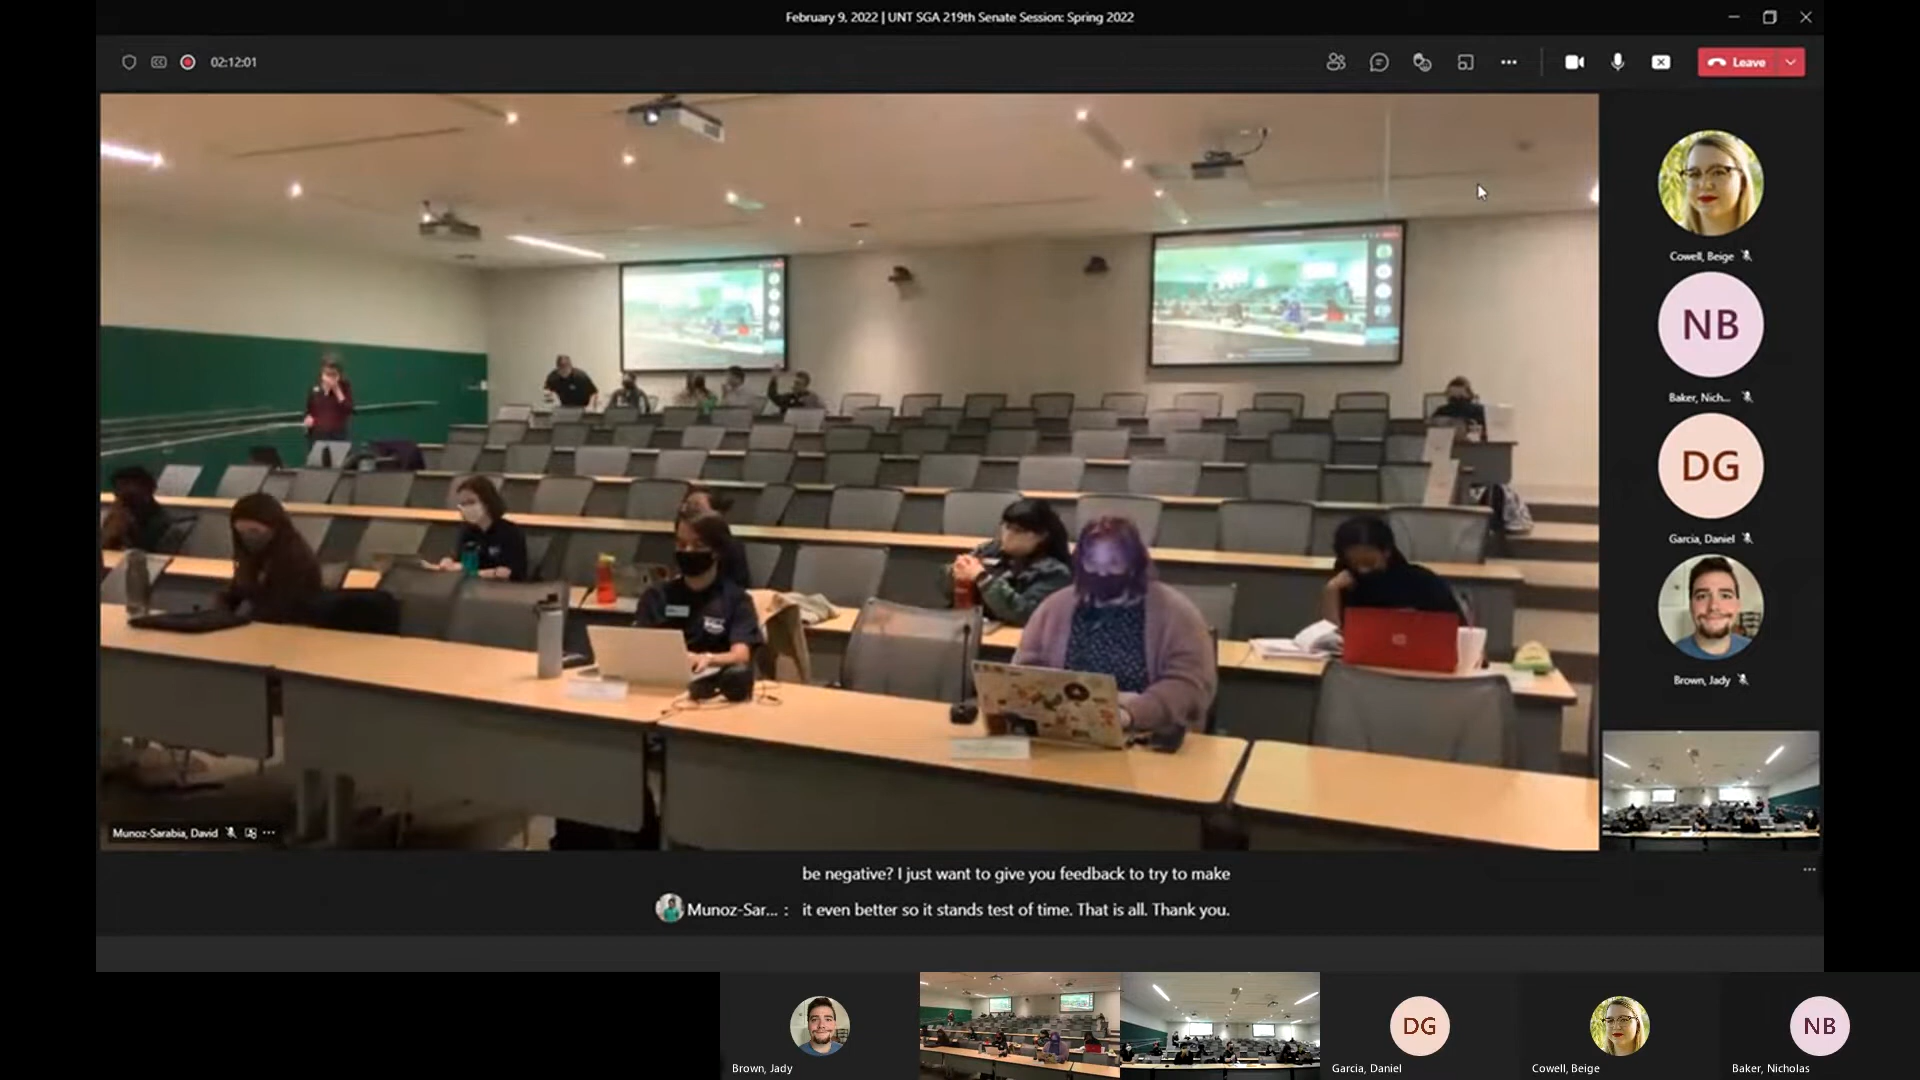 February 9, 2022 | UNT SGA 219th Senate Session: Spring 2022
02:12:01
Leave
Cowell, Beige
NB
Baker, Nich...
DG
Garcia, Daniel
Brown, Jady
Munoz-Sarabia, David
be negative? I just want to give you feedback to try to make
Munoz-Sar... : it even better so it stands test of time. That is all. Thank you.
Brown, Jady
DG
Garcia, Daniel
Cowell, Beige
NB
Baker, Nicholas